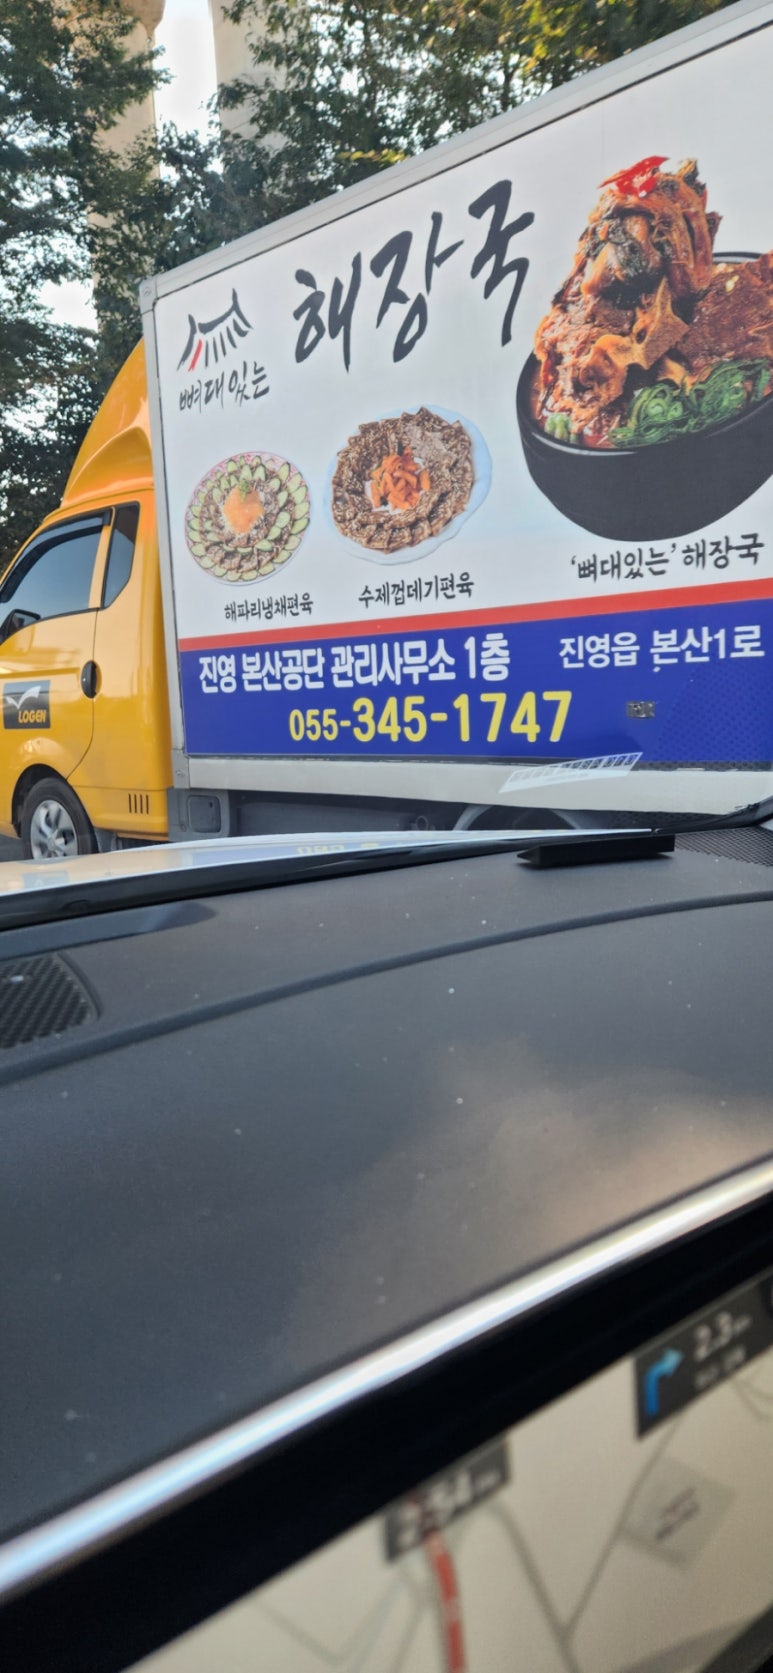 해장국
뼈대있는
해파리냉채편육
수제껍데기편육
'뼈대있는' 해장국
진영 본산공단 관리사무소 1층
진영읍 본산1로
055-345-1747
LOGEN
2.3